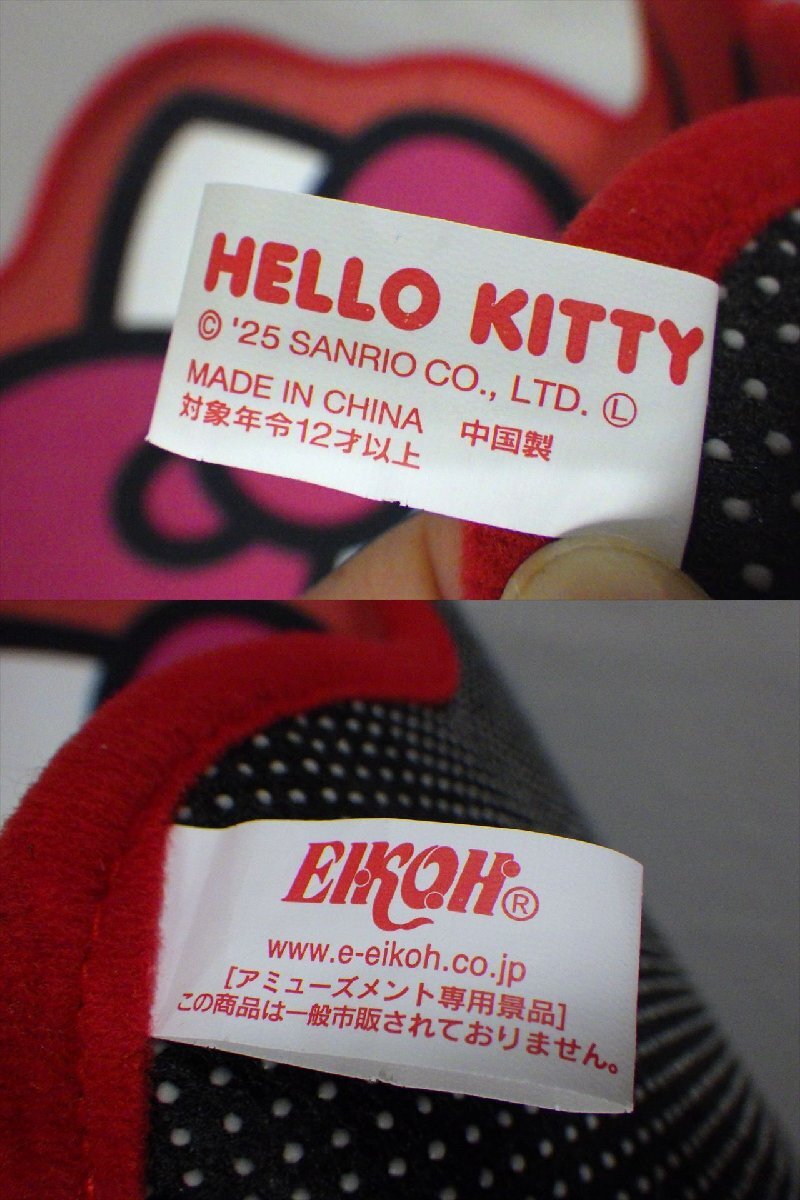 HELLO KITTY
© '25 SANRIO CO., LTD. Ⓛ
MADE IN CHINA 中国製
対象年令12才以上
EIKOH®
www.e-eikoh.co.jp
[アミューズメント専用景品]
この商品は一般市販されておりません。